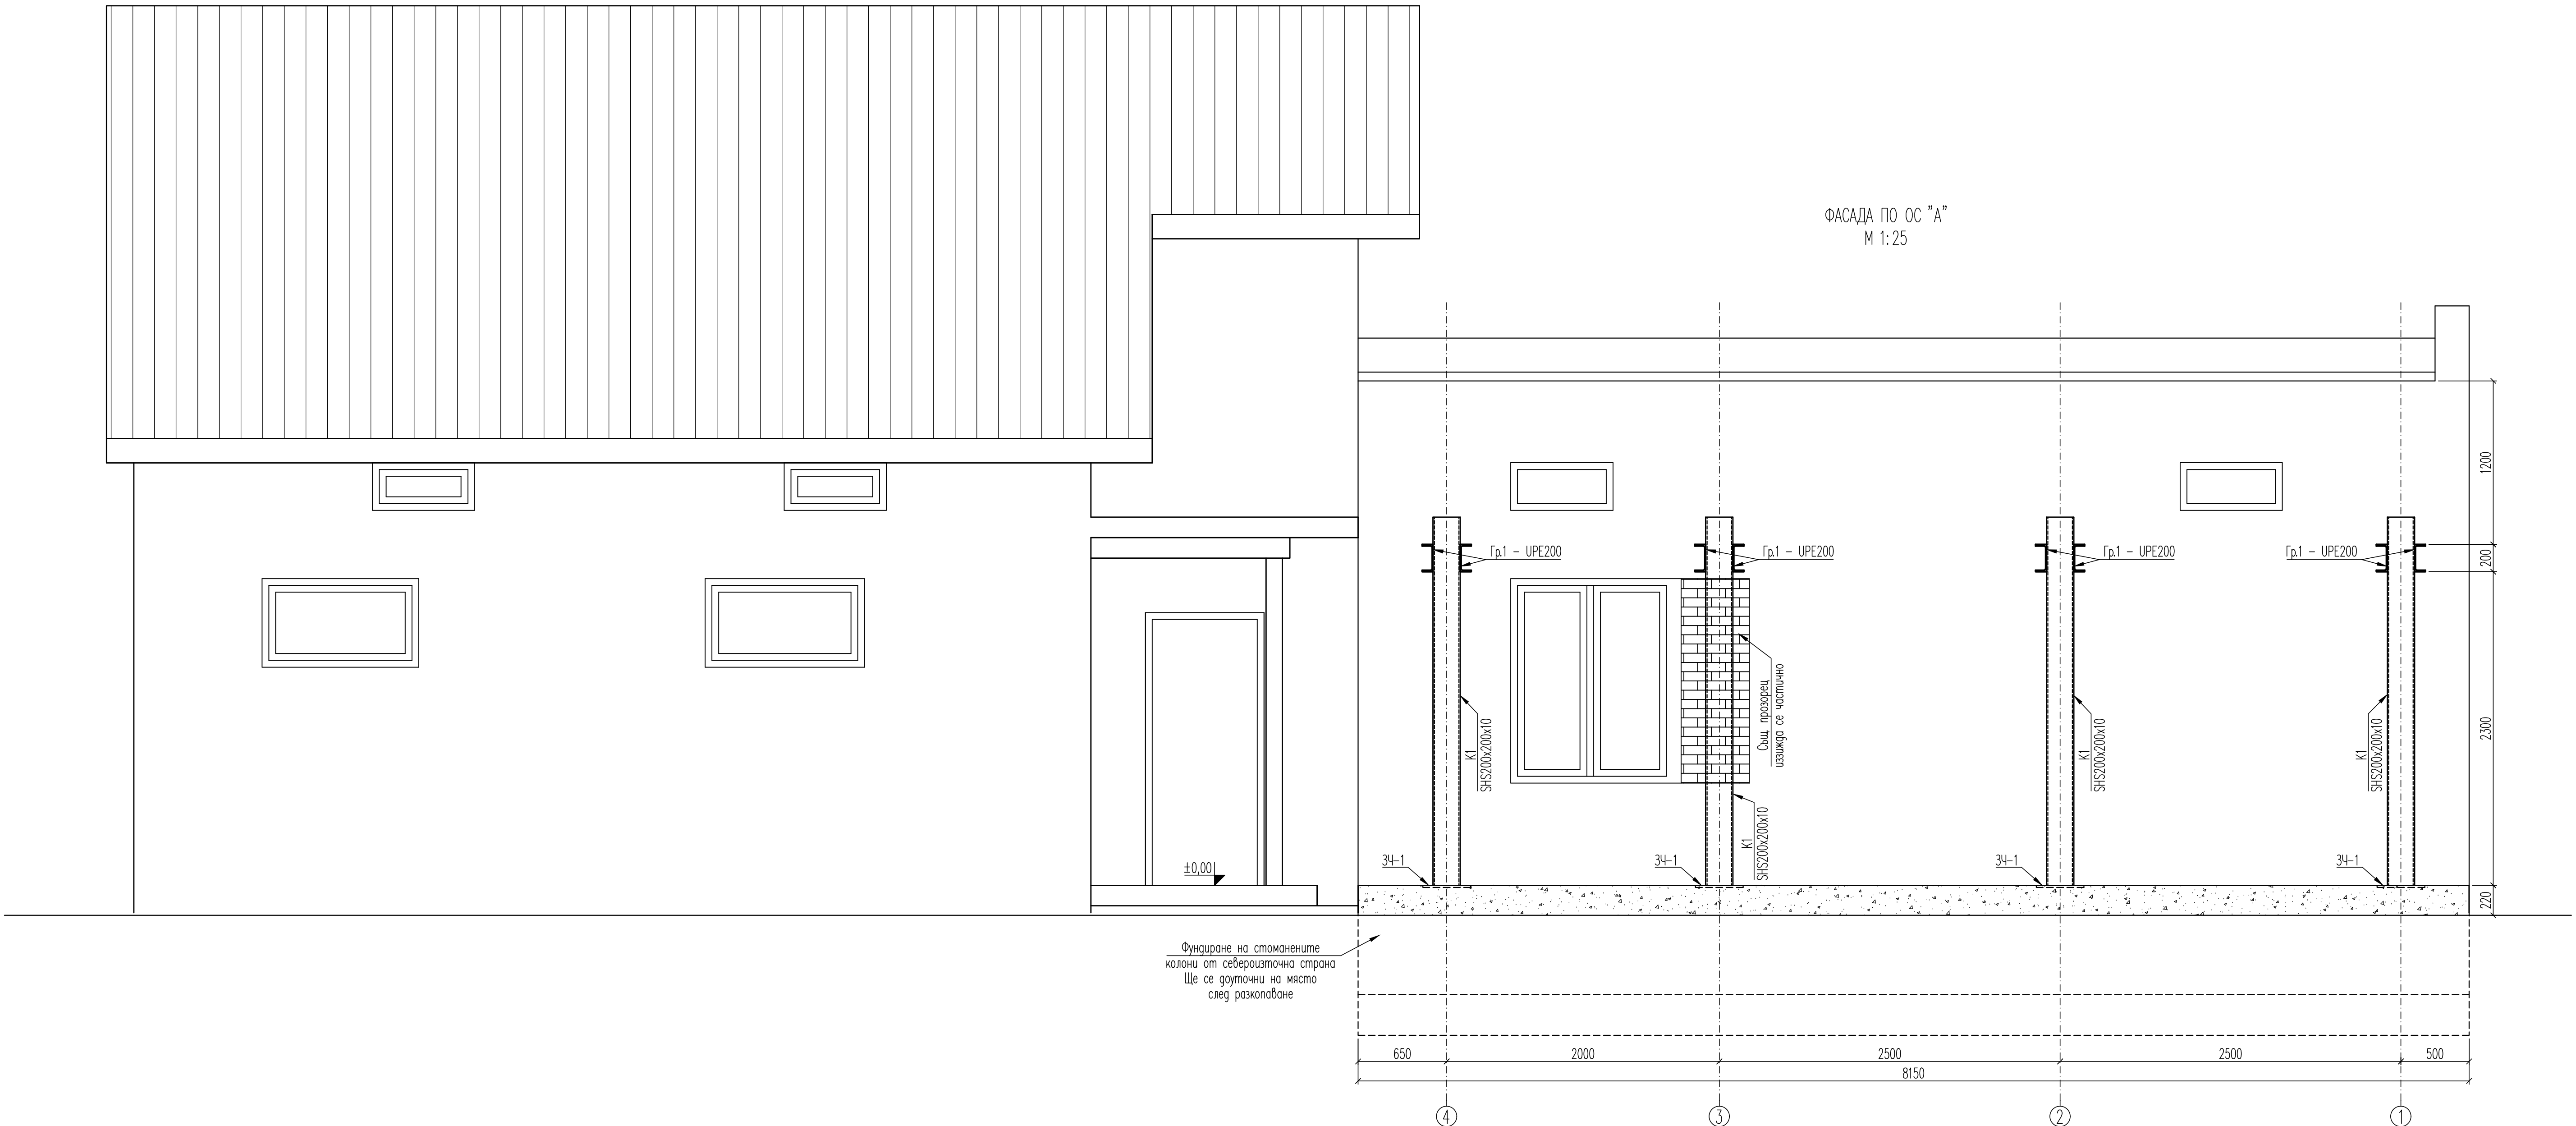 ФАСАДА ПО ОС "А"
М 1:25
1200
Гр.1 - UPE200
Гр.1 - UPE200
Гр.1 - UPE200
Гр.1 - UPE200
200
Същ. прозорец
иззижда се частично
К1
SHS200x200x10
К1
SHS200x200x10
К1
SHS200x200x10
К1
SHS200x200x10
2300
±0,00
ЗЧ-1
ЗЧ-1
ЗЧ-1
ЗЧ-1
220
Фундиране на стоманените
колони от североизточна страна
Ще се доуточни на място
след разкопаване
650
2000
2500
2500
500
8150
4
3
2
1